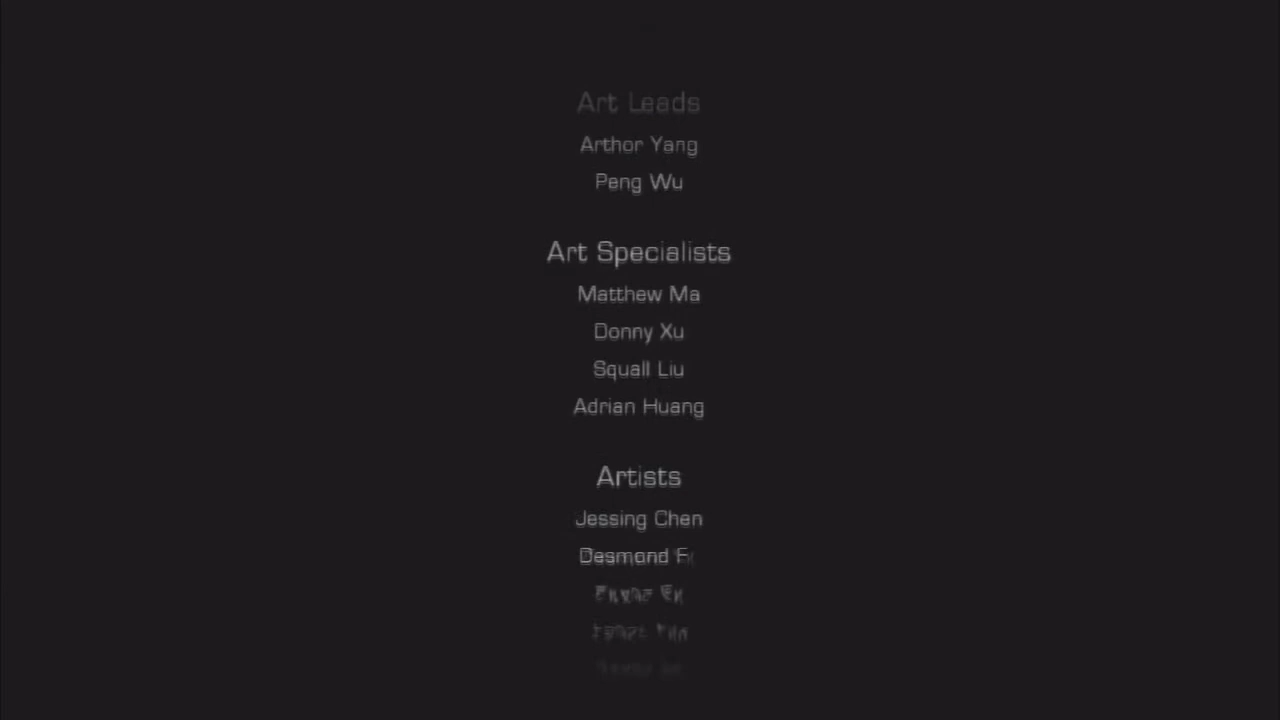 Art Leads
Arthor Yang
Peng Wu
Art Specialists
Matthew Ma
Donny Xu
Squall Liu
Adrian Huang
Artists
Jessing Chen
Desmond